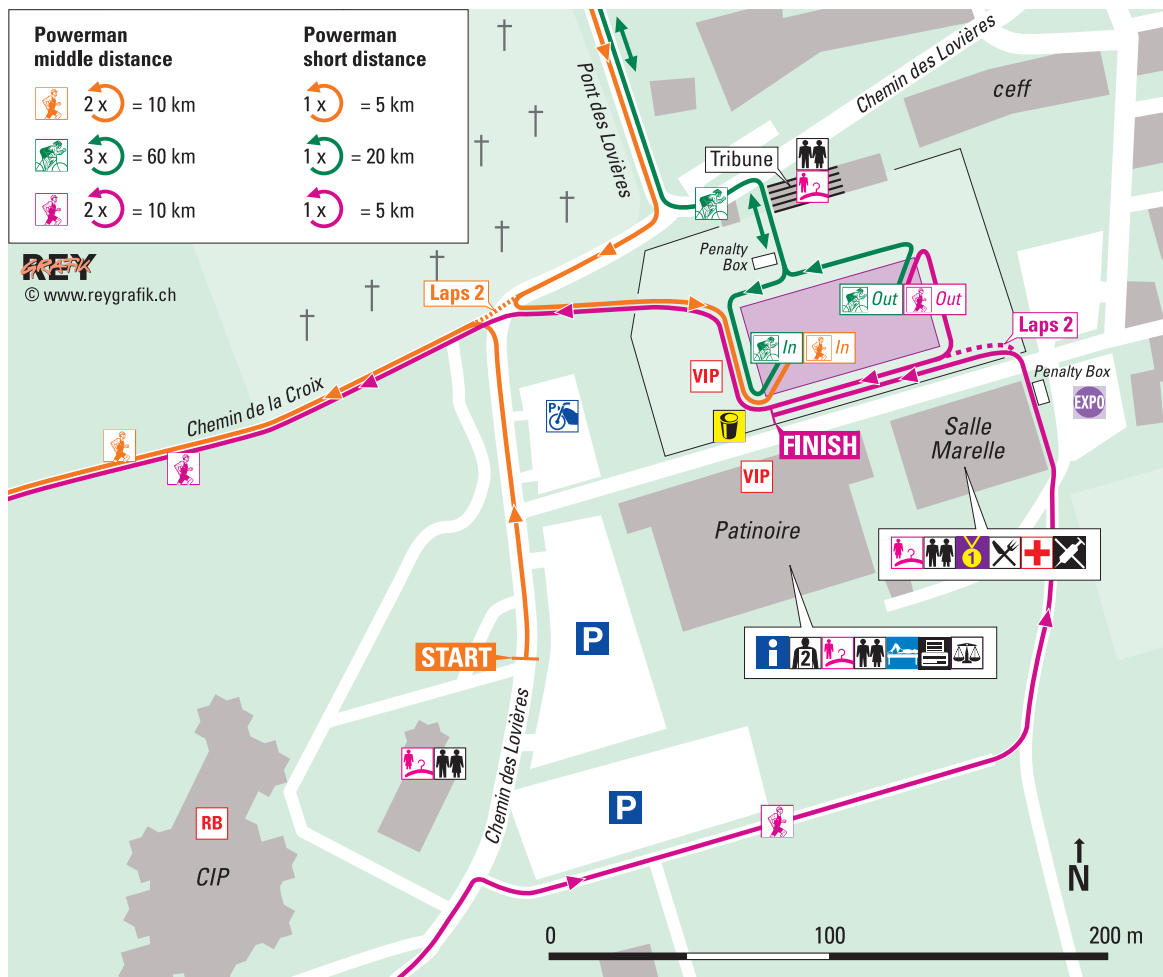 Powerman
middle distance
Powerman
short distance
2 x = 10 km
1 x = 5 km
3 x = 60 km
1 x = 20 km
2 x = 10 km
1 x = 5 km
REY
GRAFIK
© www.reygrafik.ch
Pont des Lovières
Chemin des Lovières
ceff
Tribune
Penalty
Box
Laps 2
Out
Out
In
In
Laps 2
VIP
Penalty Box
EXPO
Chemin de la Croix
P
FINISH
Salle
Marelle
VIP
Patinoire
1
i
2
P
START
Chemin des Lovières
P
RB
CIP
N
0 100 200 m